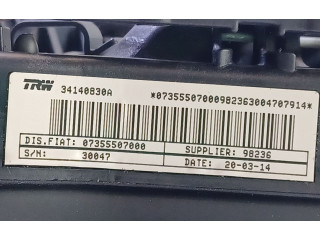 TRW 34140830A *07355507000982363004707914*
DIS.FIAT: 07355507000 SUPPLIER: 98236
S/N: 30047 DATE: 20-03-14